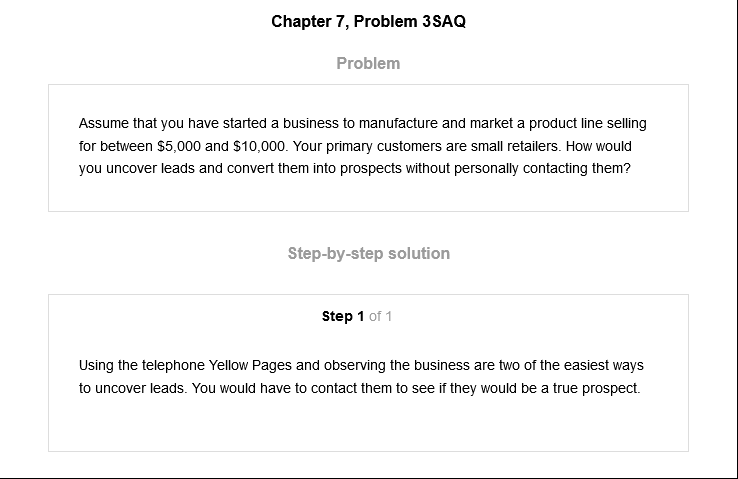 Chapter 7, Problem 3SAQ
Problem
Assume that you have started a business to manufacture and market a product line selling
for between $5,000 and $10,000. Your primary customers are small retailers. How would
you uncover leads and convert them into prospects without personally contacting them?
Step-by-step solution
Step 1 of 1
Using the telephone Yellow Pages and observing the business are two of the easiest ways
to uncover leads. You would have to contact them to see if they would be a true prospect.